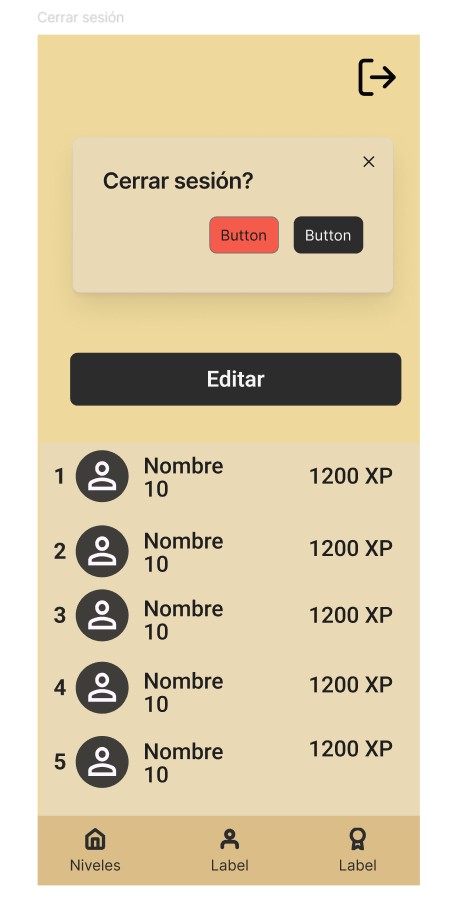 Cerrar sesión
Cerrar sesión?
Button Button
Editar
1 Nombre 1200 XP
10
2 Nombre 1200 XP
10
3 Nombre 1200 XP
10
4 Nombre 1200 XP
10
5 Nombre 1200 XP
10
Niveles Label Label